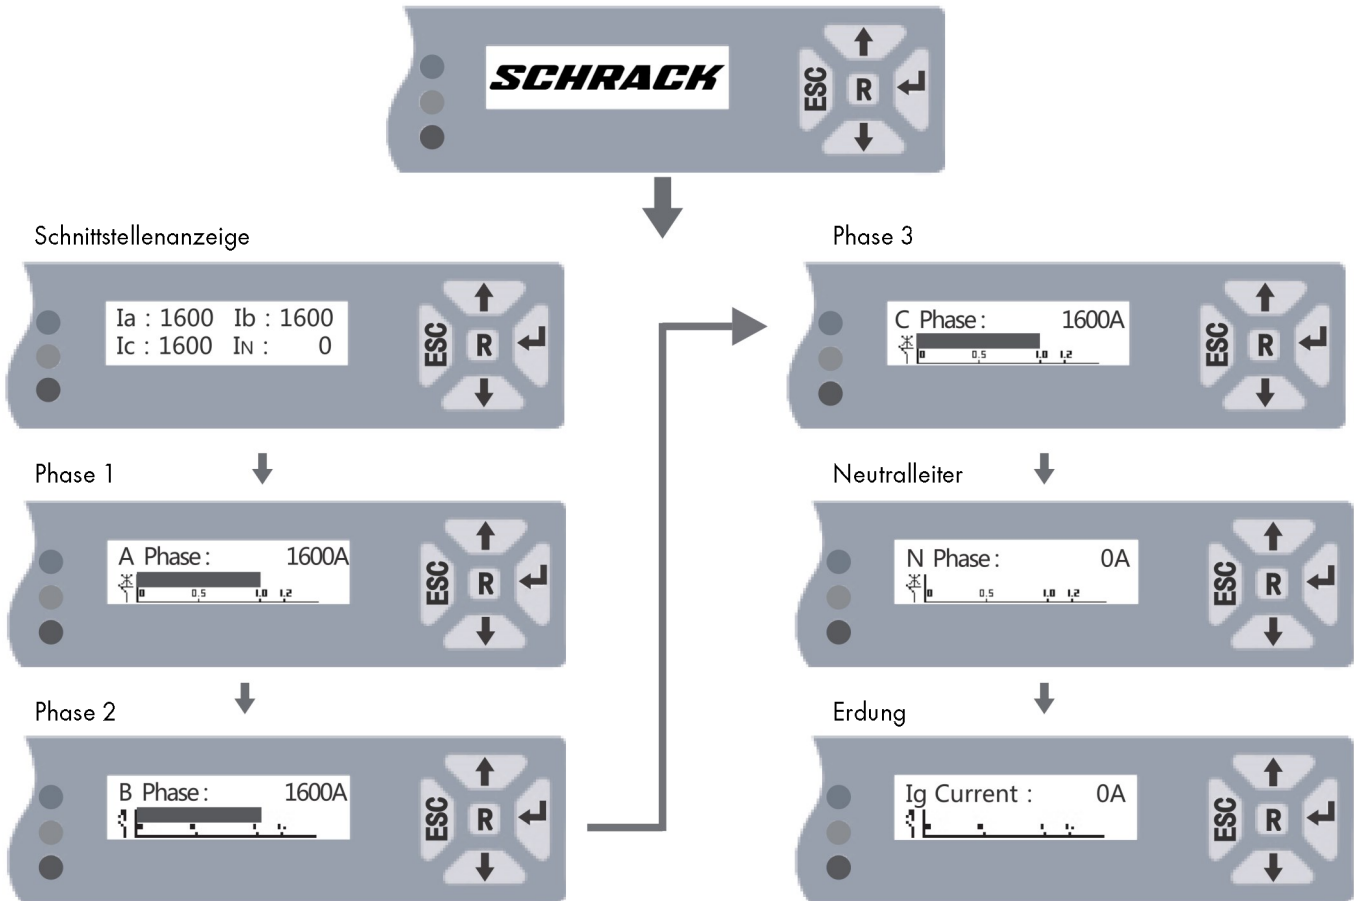 SCHRACK
ESC
R
Schnittstellenanzeige
Ia : 1600 Ib : 1600
Ic : 1600 IN : 0
ESC
R
Phase 1
A Phase : 1600A
0 0.5 1.0 1.2
ESC
R
Phase 2
B Phase : 1600A
ESC
R
Phase 3
C Phase : 1600A
0 0.5 1.0 1.2
ESC
R
Neutralleiter
N Phase : 0A
0 0.5 1.0 1.2
ESC
R
Erdung
Ig Current : 0A
ESC
R